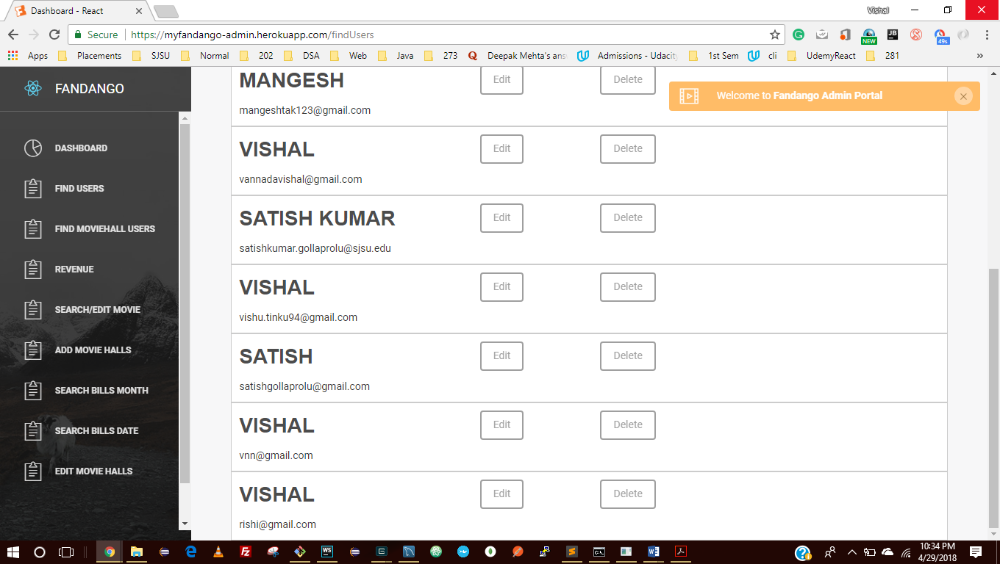 Dashboard - React
Vishal
Secure
https://myfandango-admin.herokuapp.com/findUsers
NEW
JB
49s
Apps
Placements
SJSU
Normal
202
DSA
Web
Java
273
Deepak Mehta's ans
Admissions - Udacity
1st Sem
cli
UdemyReact
281
»
FANDANGO
DASHBOARD
FIND USERS
FIND MOVIEHALL USERS
REVENUE
SEARCH/EDIT MOVIE
ADD MOVIE HALLS
SEARCH BILLS MONTH
SEARCH BILLS DATE
EDIT MOVIE HALLS
Welcome to Fandango Admin Portal
MANGESH
Edit
Delete
mangeshtak123@gmail.com
VISHAL
Edit
Delete
vannadavishal@gmail.com
SATISH KUMAR
Edit
Delete
satishkumar.gollaprolu@sjsu.edu
VISHAL
Edit
Delete
vishu.tinku94@gmail.com
SATISH
Edit
Delete
satishgollaprolu@gmail.com
VISHAL
Edit
Delete
vnn@gmail.com
VISHAL
Edit
Delete
rishi@gmail.com
10:34 PM
4/29/2018